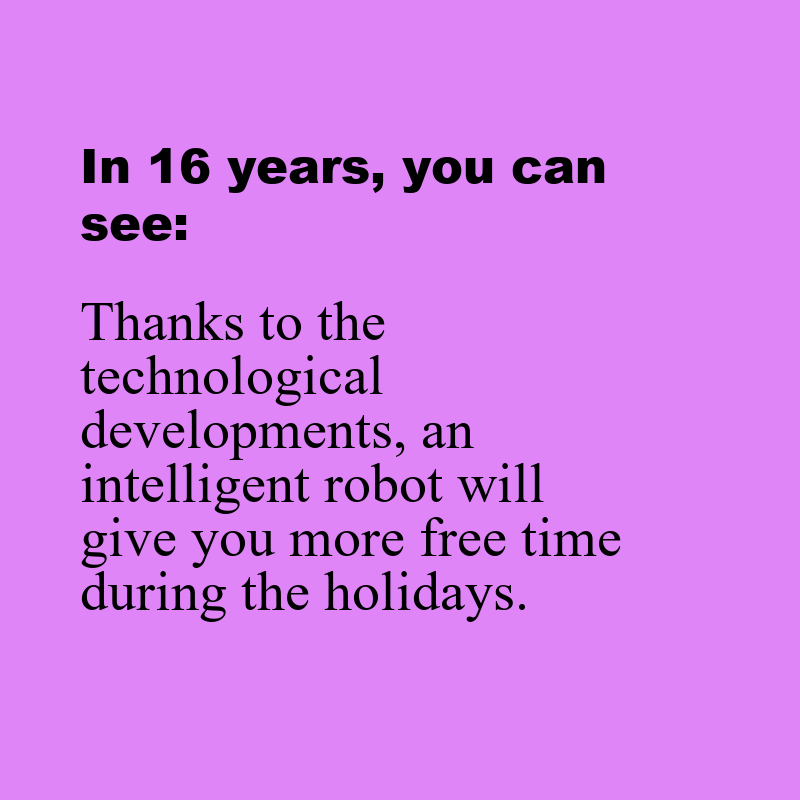 In 16 years, you can
see:
Thanks to the
technological
developments, an
intelligent robot will
give you more free time
during the holidays.